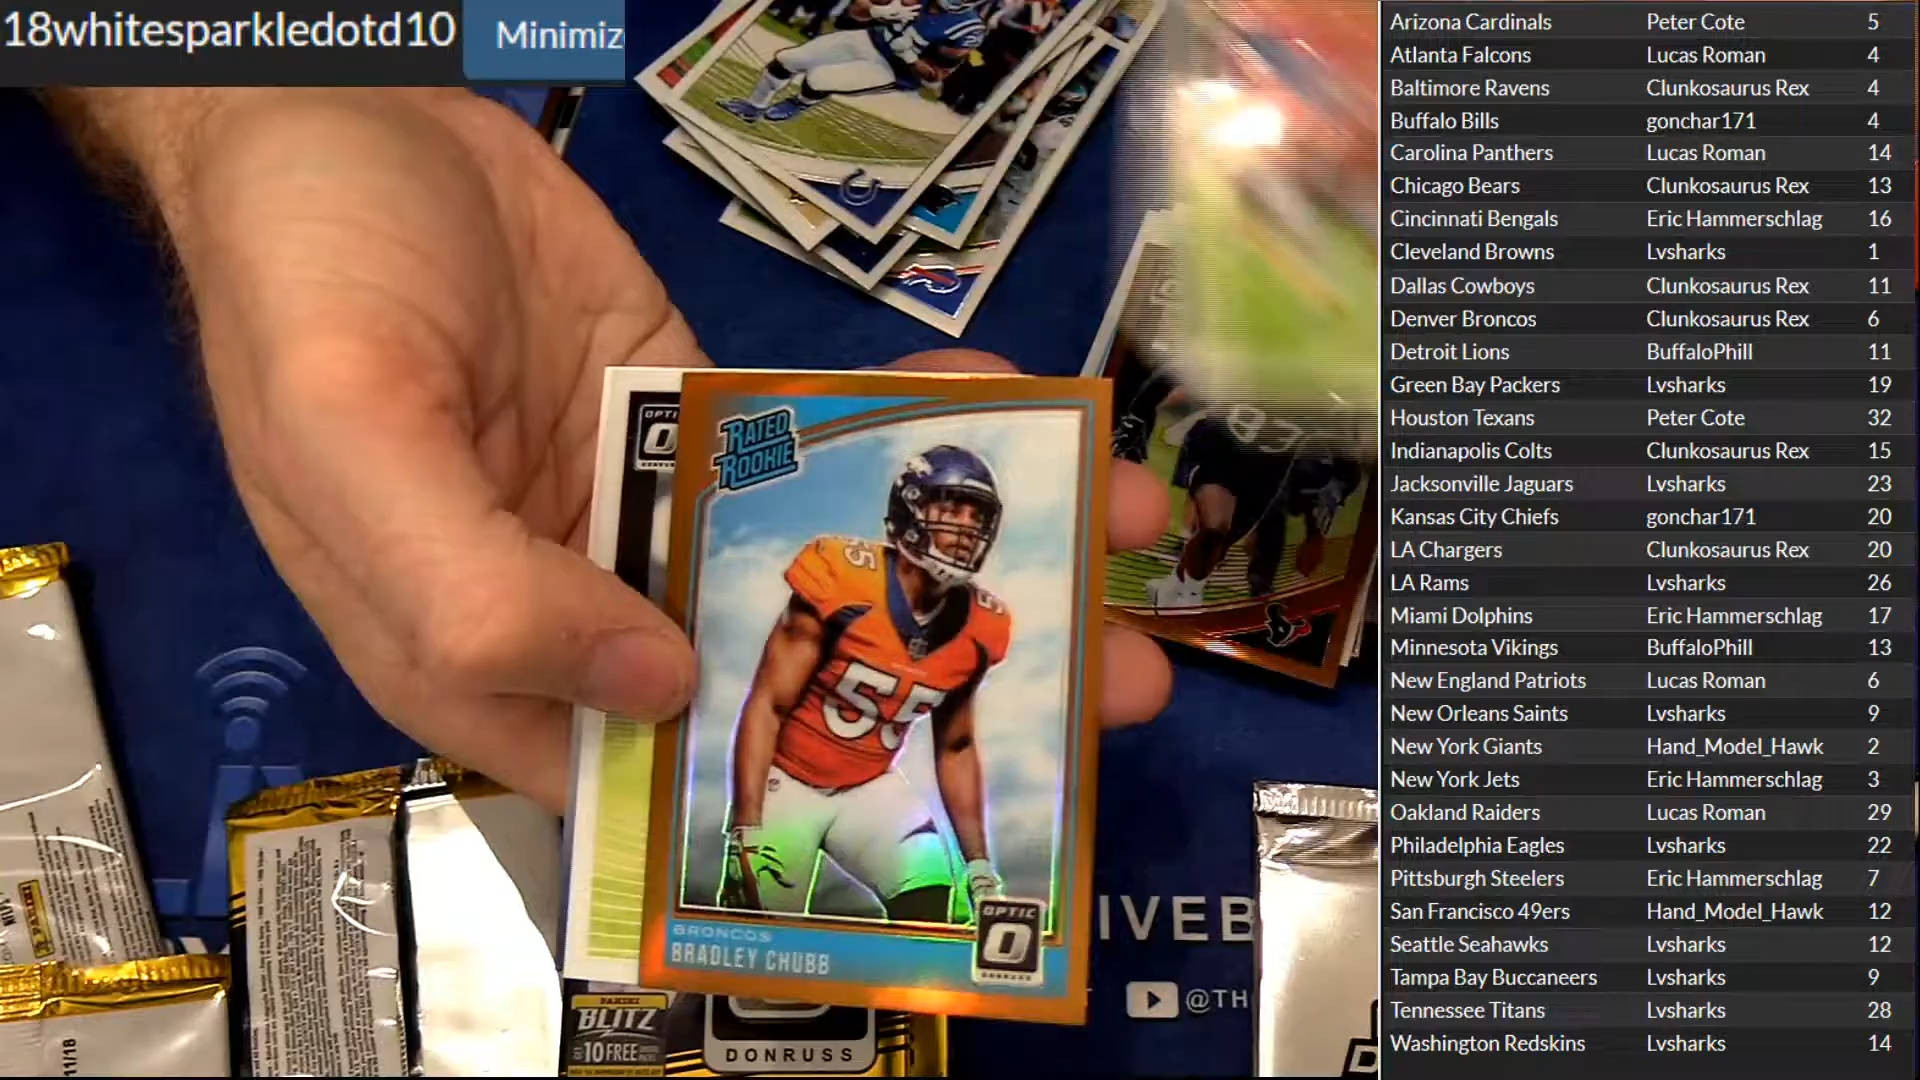 18whitesparkledotd10
Minimiz
RATED
ROOKIE
55
BRONCOS
BRADLEY CHUBB
OPTIC
DONRUSS
PANINI
BLITZ
10 FREE
DONRUSS
IVEB
@TH
11/18
PANINI
83
Arizona Cardinals Peter Cote 5
Atlanta Falcons Lucas Roman 4
Baltimore Ravens Clunkosaurus Rex 4
Buffalo Bills gonchar171 4
Carolina Panthers Lucas Roman 14
Chicago Bears Clunkosaurus Rex 13
Cincinnati Bengals Eric Hammerschlag 16
Cleveland Browns Lvsharks 1
Dallas Cowboys Clunkosaurus Rex 11
Denver Broncos Clunkosaurus Rex 6
Detroit Lions BuffaloPhill 11
Green Bay Packers Lvsharks 19
Houston Texans Peter Cote 32
Indianapolis Colts Clunkosaurus Rex 15
Jacksonville Jaguars Lvsharks 23
Kansas City Chiefs gonchar171 20
LA Chargers Clunkosaurus Rex 20
LA Rams Lvsharks 26
Miami Dolphins Eric Hammerschlag 17
Minnesota Vikings BuffaloPhill 13
New England Patriots Lucas Roman 6
New Orleans Saints Lvsharks 9
New York Giants Hand_Model_Hawk 2
New York Jets Eric Hammerschlag 3
Oakland Raiders Lucas Roman 29
Philadelphia Eagles Lvsharks 22
Pittsburgh Steelers Eric Hammerschlag 7
San Francisco 49ers Hand_Model_Hawk 12
Seattle Seahawks Lvsharks 12
Tampa Bay Buccaneers Lvsharks 9
Tennessee Titans Lvsharks 28
Washington Redskins Lvsharks 14